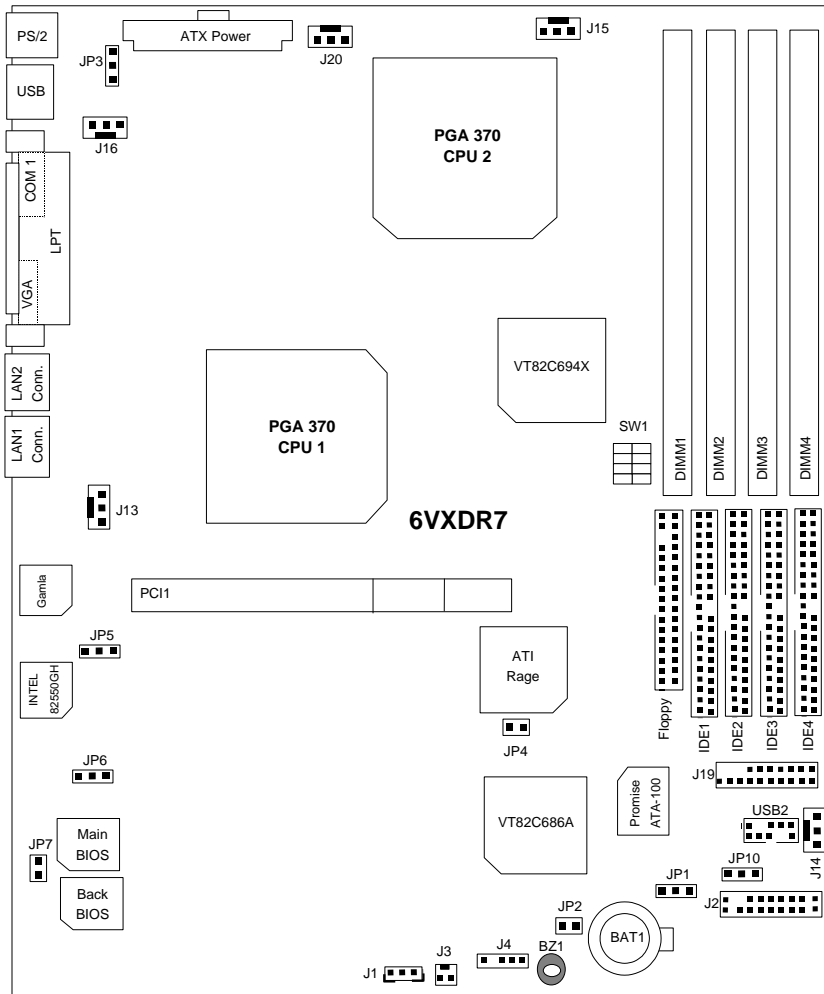 PS/2
ATX Power
J20
J15
JP3
USB
J16
PGA 370
CPU 2
COM 1
LPT
VGA
VT82C694X
LAN2
Conn.
LAN1
Conn.
PGA 370
CPU 1
SW1
DIMM1
DIMM2
DIMM3
DIMM4
J13
6VXDR7
Gamla
PCI1
JP5
INTEL
82550GH
ATI
Rage
JP4
Floppy
IDE1
IDE2
IDE3
IDE4
JP6
J19
VT82C686A
Promise
ATA-100
USB2
J14
Main
BIOS
JP7
Back
BIOS
JP10
JP1
J2
JP2
BAT1
J4
BZ1
J3
J1